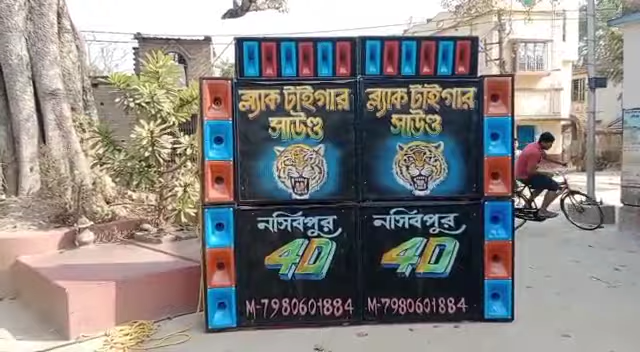 ব্ল্যাক টাইগার
সাউণ্ড
ব্ল্যাক টাইগার
সাউণ্ড
নসিবপুর
4D
M-7980601884
নসিবপুর
4D
M-7980601884